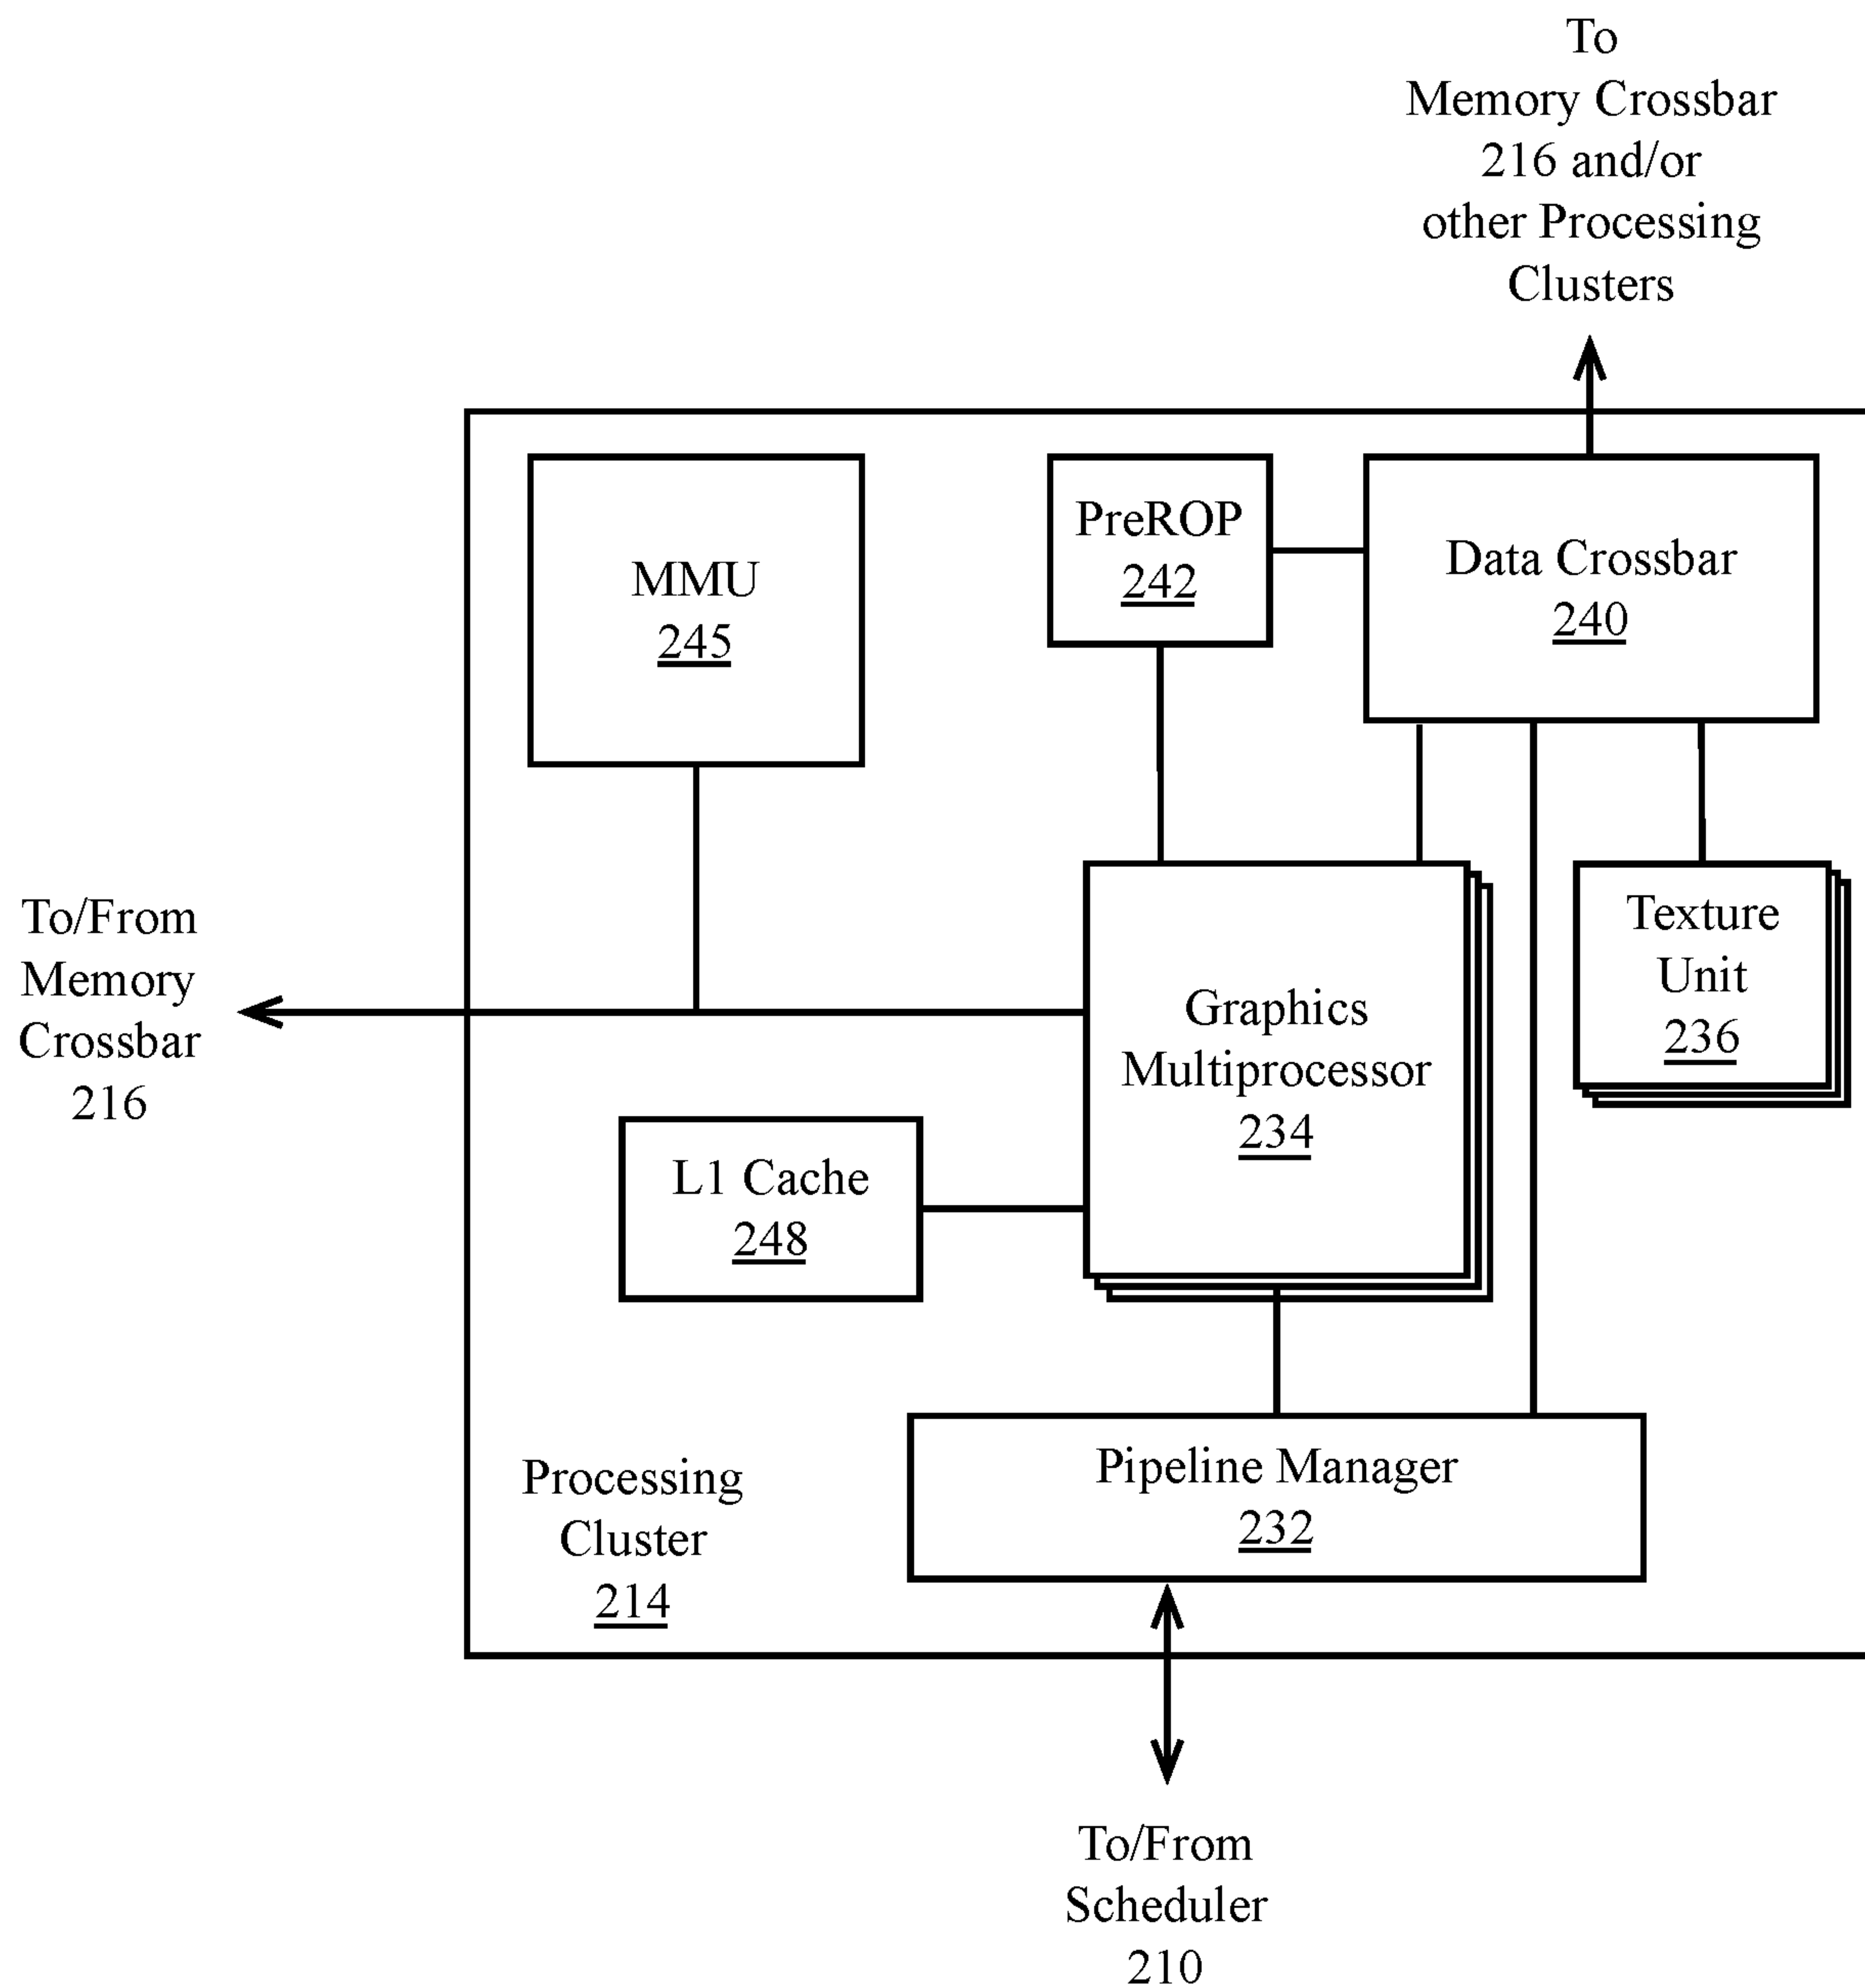 To
Memory Crossbar
216 and/or
other Processing
Clusters
MMU
245
PreROP
242
Data Crossbar
240
To/From
Memory
Crossbar
216
Graphics
Multiprocessor
234
Texture
Unit
236
L1 Cache
248
Pipeline Manager
232
Processing
Cluster
214
To/From
Scheduler
210